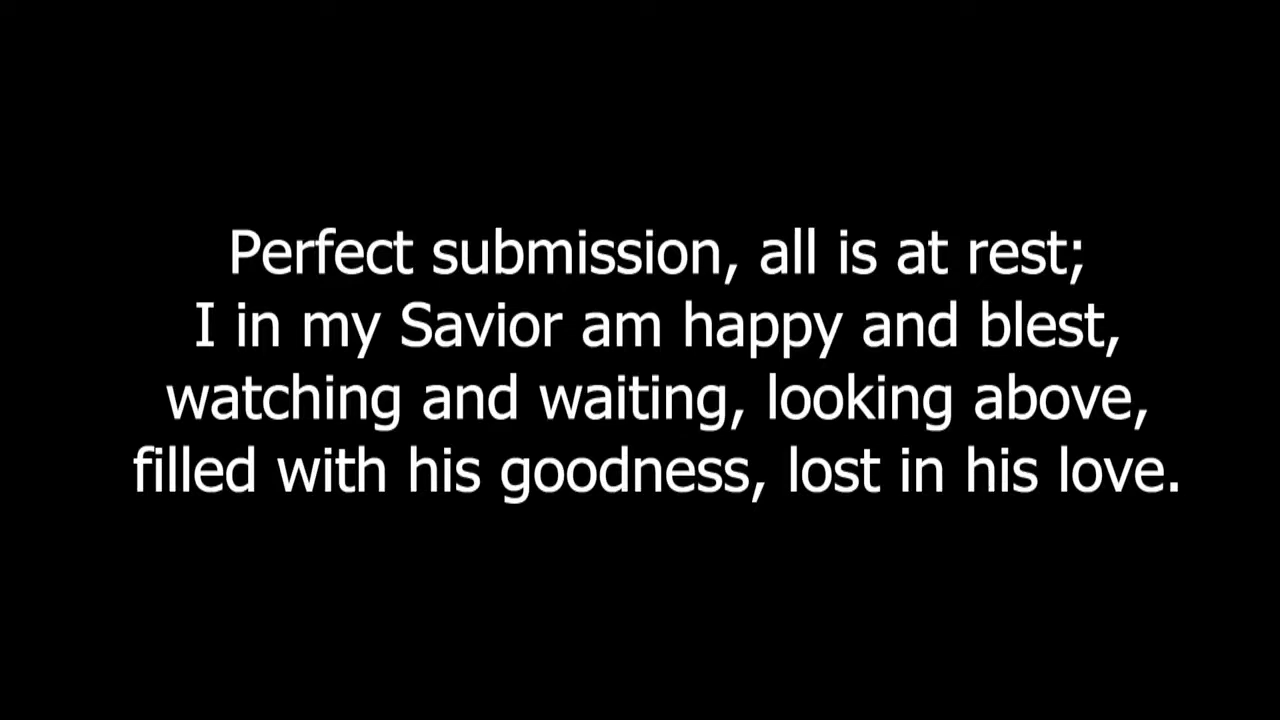 Perfect submission, all is at rest;
I in my Savior am happy and blest,
watching and waiting, looking above,
filled with his goodness, lost in his love.